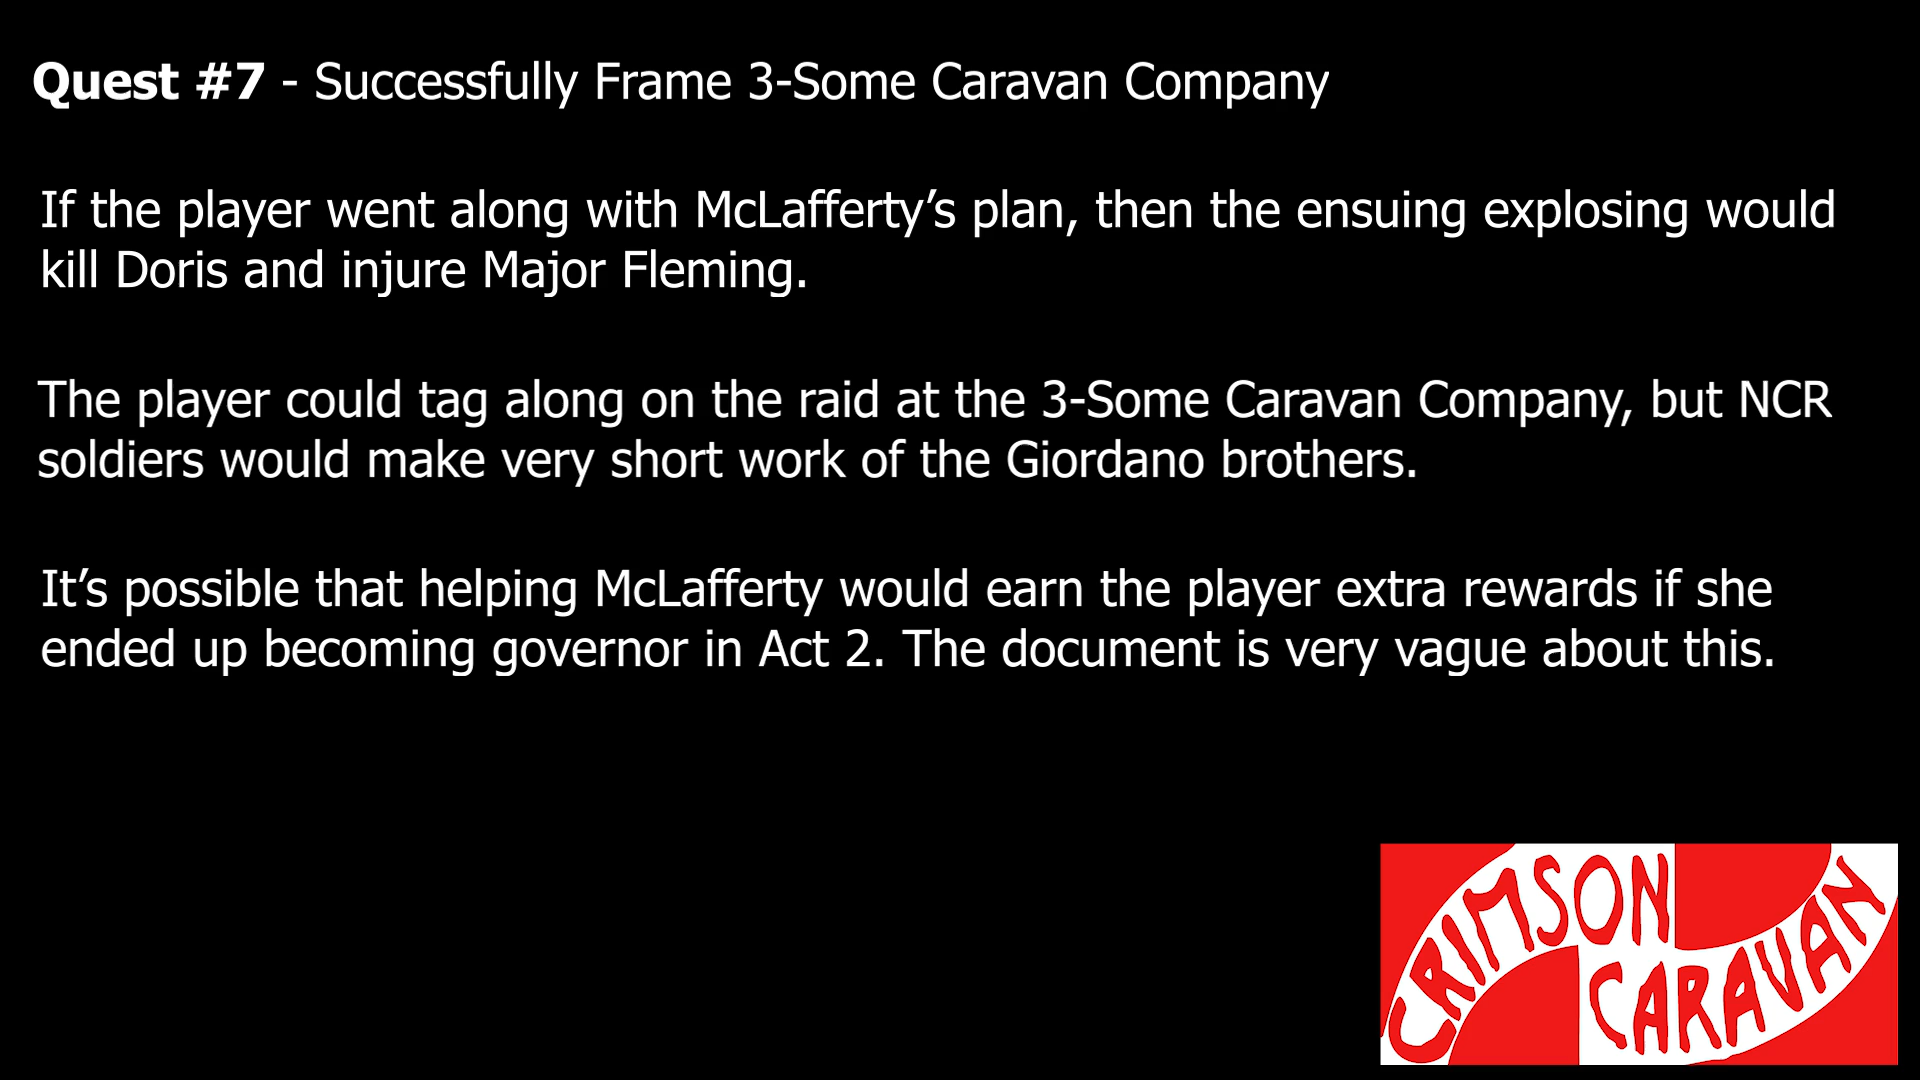 Quest #7 - Successfully Frame 3-Some Caravan Company
If the player went along with McLafferty’s plan, then the ensuing explosing would
kill Doris and injure Major Fleming.
The player could tag along on the raid at the 3-Some Caravan Company, but NCR
soldiers would make very short work of the Giordano brothers.
It’s possible that helping McLafferty would earn the player extra rewards if she
ended up becoming governor in Act 2. The document is very vague about this.
CRIMSON
CARAVAN